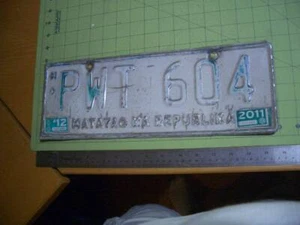 PWT 604
'12 MATATAG NA REPUBLIKA 2011